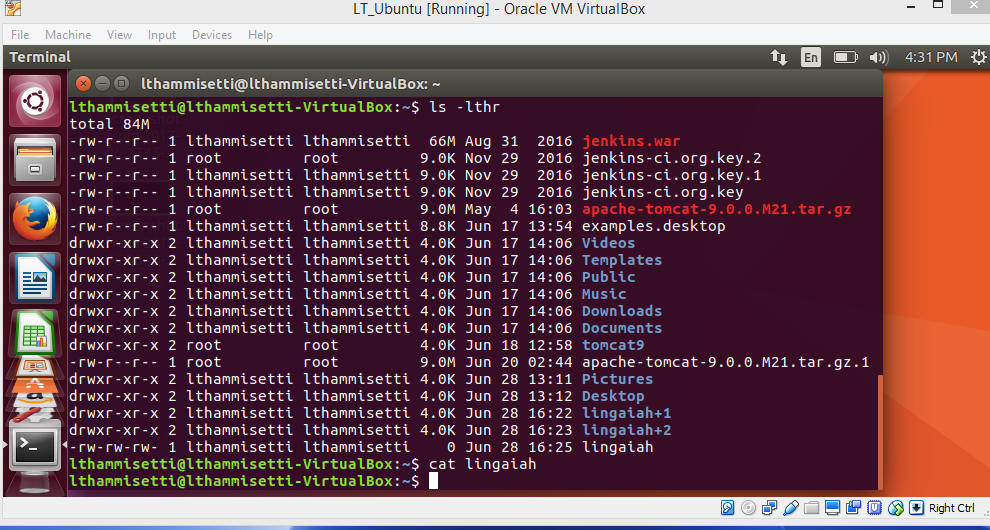 LT_Ubuntu [Running] - Oracle VM VirtualBox
File Machine View Input Devices Help
Terminal En 4:31 PM
lthammisetti@lthammisetti-VirtualBox: ~
lthammisetti@lthammisetti-VirtualBox:~$ ls -lthr
total 84M
-rw-r--r-- 1 lthammisetti lthammisetti  66M Aug 31  2016 jenkins.war
-rw-r--r-- 1 root         root         9.0K Nov 29  2016 jenkins-ci.org.key.2
-rw-r--r-- 1 lthammisetti lthammisetti 9.0K Nov 29  2016 jenkins-ci.org.key.1
-rw-r--r-- 1 lthammisetti lthammisetti 9.0K Nov 29  2016 jenkins-ci.org.key
-rw-r--r-- 1 root         root         9.0M May  4 16:03 apache-tomcat-9.0.0.M21.tar.gz
-rw-r--r-- 1 lthammisetti lthammisetti 8.8K Jun 17 13:54 examples.desktop
drwxr-xr-x 2 lthammisetti lthammisetti 4.0K Jun 17 14:06 Videos
drwxr-xr-x 2 lthammisetti lthammisetti 4.0K Jun 17 14:06 Templates
drwxr-xr-x 2 lthammisetti lthammisetti 4.0K Jun 17 14:06 Public
drwxr-xr-x 2 lthammisetti lthammisetti 4.0K Jun 17 14:06 Music
drwxr-xr-x 2 lthammisetti lthammisetti 4.0K Jun 17 14:06 Downloads
drwxr-xr-x 2 lthammisetti lthammisetti 4.0K Jun 17 14:06 Documents
drwxr-xr-x 2 root         root         4.0K Jun 18 12:58 tomcat9
-rw-r--r-- 1 root         root         9.0M Jun 20 02:44 apache-tomcat-9.0.0.M21.tar.gz.1
drwxr-xr-x 2 lthammisetti lthammisetti 4.0K Jun 28 13:11 Pictures
drwxr-xr-x 2 lthammisetti lthammisetti 4.0K Jun 28 13:12 Desktop
drwxr-xr-x 2 lthammisetti lthammisetti 4.0K Jun 28 16:22 lingaiah+1
drwxr-xr-x 2 lthammisetti lthammisetti 4.0K Jun 28 16:23 lingaiah+2
-rw-rw-rw- 1 lthammisetti lthammisetti    0 Jun 28 16:25 lingaiah
lthammisetti@lthammisetti-VirtualBox:~$ cat lingaiah
lthammisetti@lthammisetti-VirtualBox:~$
Right Ctrl